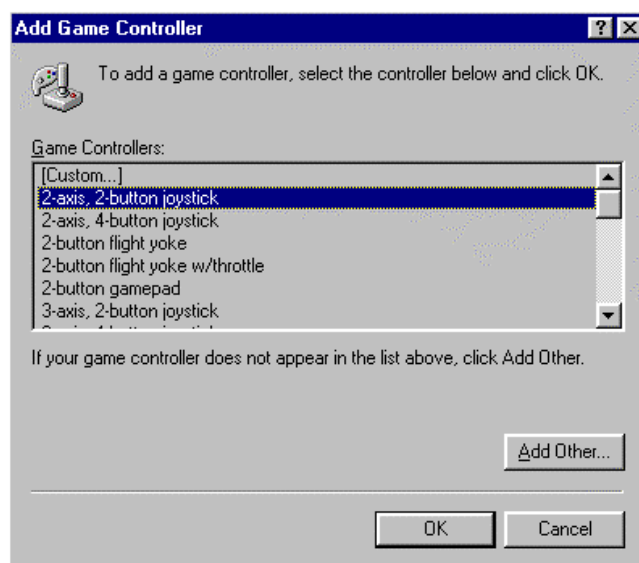 Add Game Controller
To add a game controller, select the controller below and click OK.
Game Controllers:
[Custom...]
2-axis, 2-button joystick
2-axis, 4-button joystick
2-button flight yoke
2-button flight yoke w/throttle
2-button gamepad
3-axis, 2-button joystick
If your game controller does not appear in the list above, click Add Other.
Add Other...
OK
Cancel